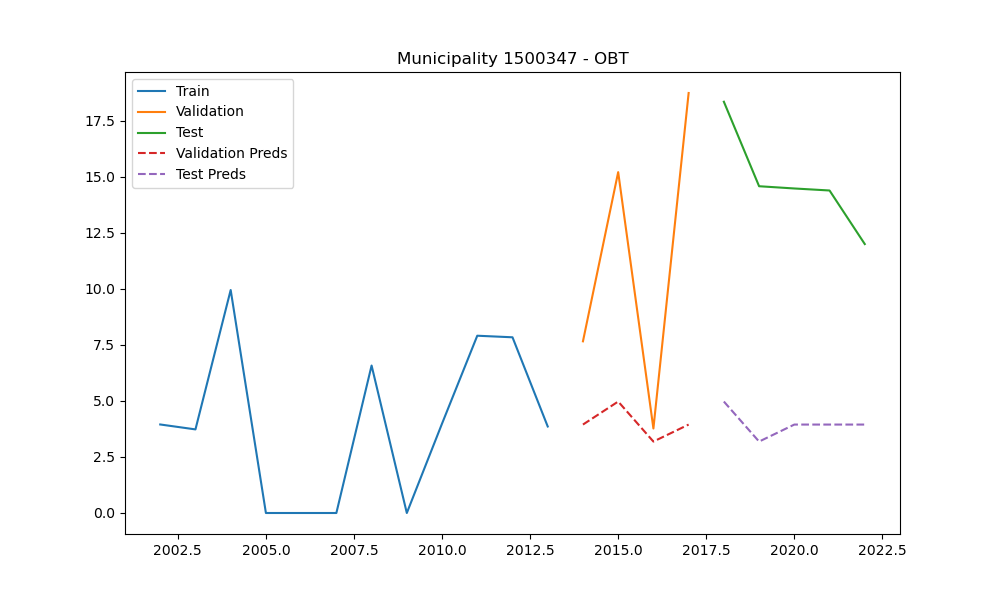 Municipality 1500347 - OBT
Train
Validation
Test
Validation Preds
Test Preds
17.5
15.0
12.5
10.0
7.5
5.0
2.5
0.0
2002.5 2005.0 2007.5 2010.0 2012.5 2015.0 2017.5 2020.0 2022.5